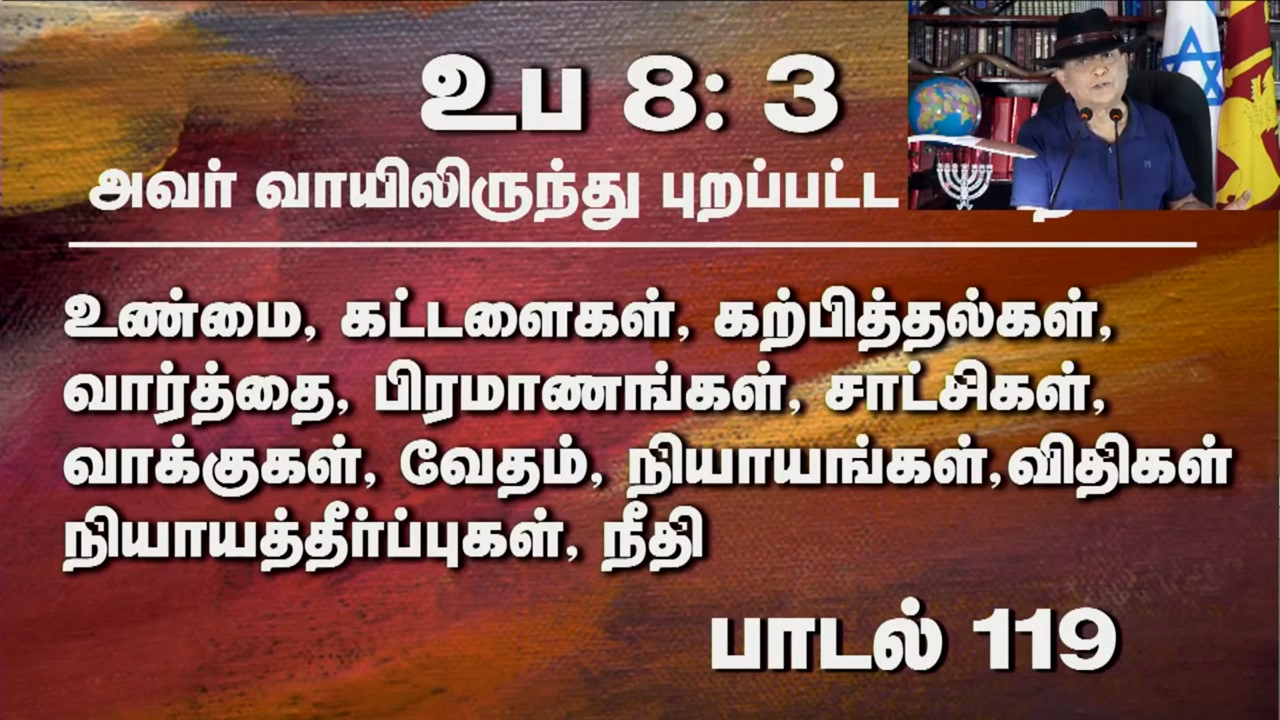 உப 8: 3
அவர் வாயிலிருந்து புறப்பட்ட
உண்மை, கட்டளைகள், கற்பித்தல்கள்,
வார்த்தை, பிரமாணங்கள், சாட்சிகள்,
வாக்குகள், வேதம், நியாயங்கள்,விதிகள்
நியாயத்தீர்ப்புகள், நீதி
பாடல் 119